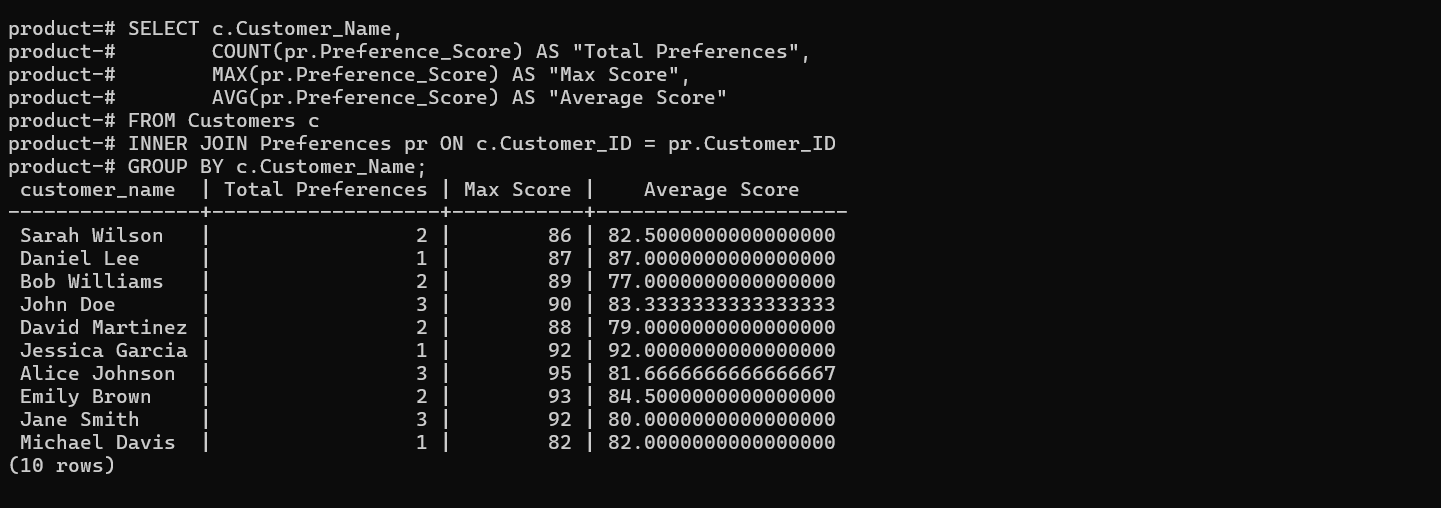 product=# SELECT c.Customer_Name,
product-#        COUNT(pr.Preference_Score) AS "Total Preferences",
product-#        MAX(pr.Preference_Score) AS "Max Score",
product-#        AVG(pr.Preference_Score) AS "Average Score"
product-# FROM Customers c
product-# INNER JOIN Preferences pr ON c.Customer_ID = pr.Customer_ID
product-# GROUP BY c.Customer_Name;
 customer_name  | Total Preferences | Max Score |    Average Score
----------------+-------------------+-----------+---------------------
 Sarah Wilson   |                 2 |        86 | 82.5000000000000000
 Daniel Lee     |                 1 |        87 | 87.0000000000000000
 Bob Williams   |                 2 |        89 | 77.0000000000000000
 John Doe       |                 3 |        90 | 83.3333333333333333
 David Martinez |                 2 |        88 | 79.0000000000000000
 Jessica Garcia |                 1 |        92 | 92.0000000000000000
 Alice Johnson  |                 3 |        95 | 81.6666666666666667
 Emily Brown    |                 2 |        93 | 84.5000000000000000
 Jane Smith     |                 3 |        92 | 80.0000000000000000
 Michael Davis  |                 1 |        82 | 82.0000000000000000
(10 rows)